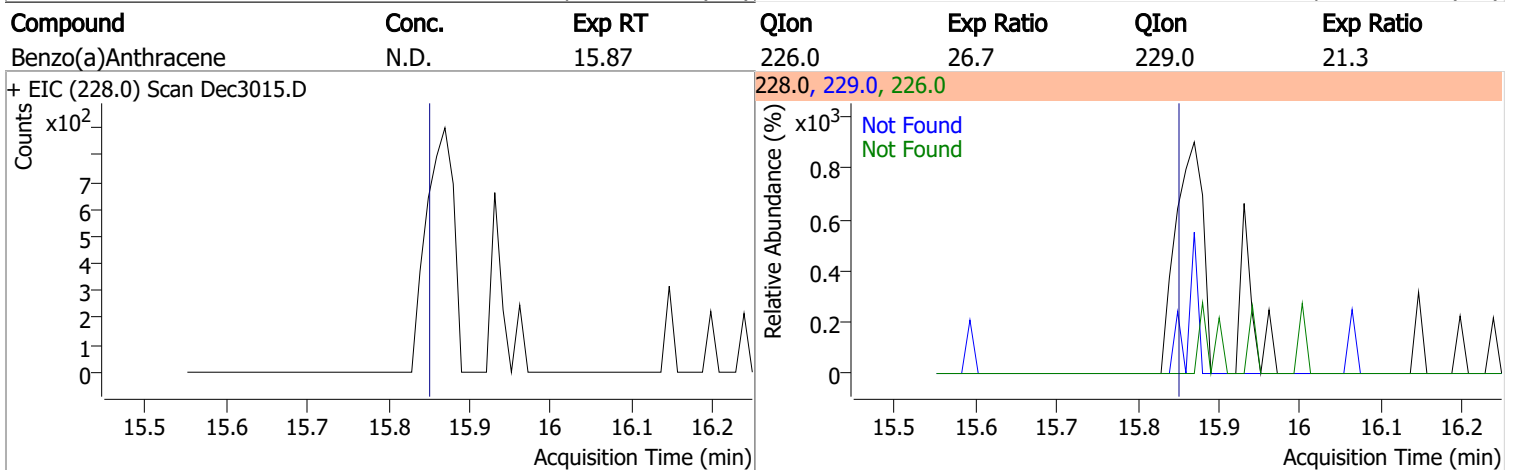 Compound Conc. Exp RT QIon Exp Ratio QIon Exp Ratio
Benzo(a)Anthracene N.D. 15.87 226.0 26.7 229.0 21.3
+ EIC (228.0) Scan Dec3015.D
Counts
x10²
7
6
5
4
3
2
1
0
15.5 15.6 15.7 15.8 15.9 16 16.1 16.2
Acquisition Time (min)
228.0, 229.0, 226.0
Relative Abundance (%)
x10³
Not Found
Not Found
0.8
0.6
0.4
0.2
0
15.5 15.6 15.7 15.8 15.9 16 16.1 16.2
Acquisition Time (min)